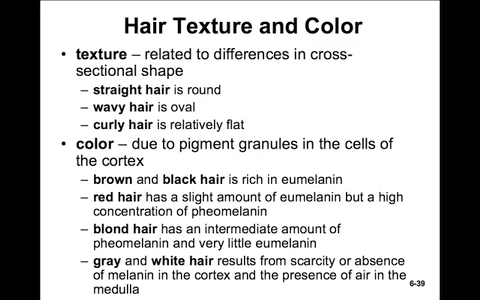 Hair Texture and Color
• texture – related to differences in cross-
sectional shape
– straight hair is round
– wavy hair is oval
– curly hair is relatively flat
• color – due to pigment granules in the cells of
the cortex
– brown and black hair is rich in eumelanin
– red hair has a slight amount of eumelanin but a high
concentration of pheomelanin
– blond hair has an intermediate amount of
pheomelanin and very little eumelanin
– gray and white hair results from scarcity or absence
of melanin in the cortex and the presence of air in the
medulla
6-39